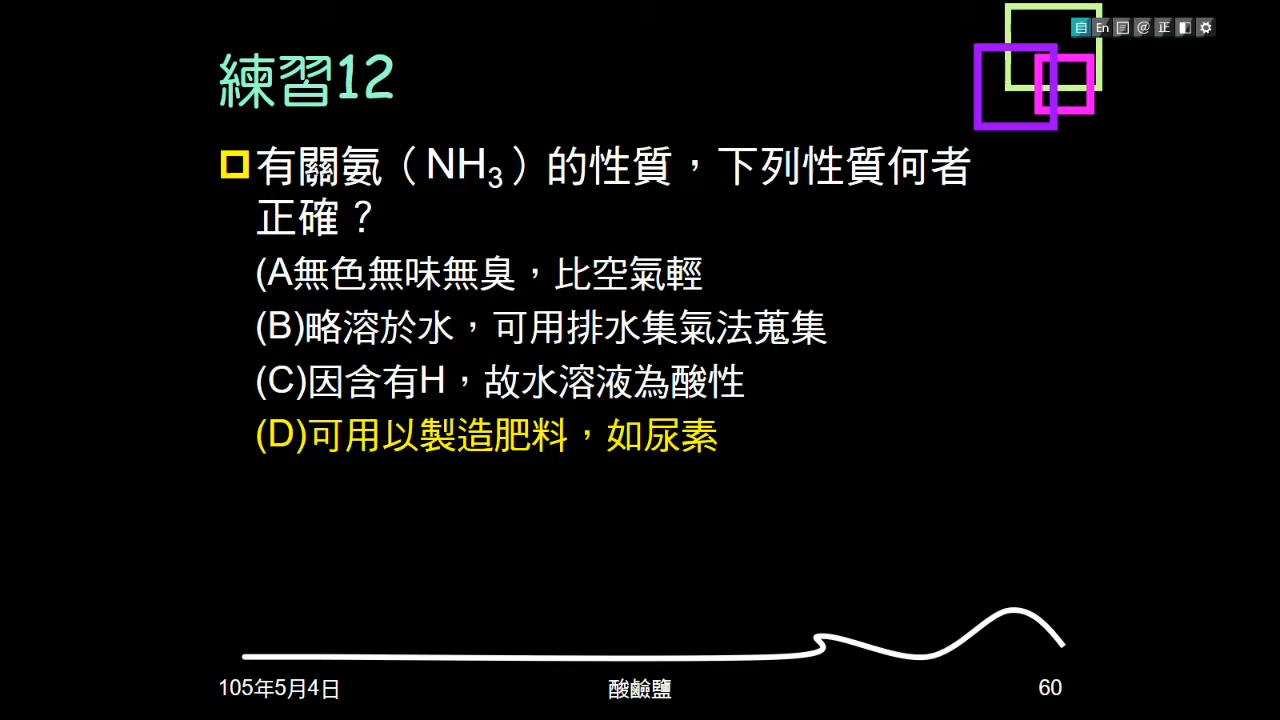 自 En @ 正
練習12
有關氨（NH₃）的性質，下列性質何者
正確？
(A無色無味無臭，比空氣輕
(B)略溶於水，可用排水集氣法蒐集
(C)因含有H，故水溶液為酸性
(D)可用以製造肥料，如尿素
105年5月4日
酸鹼鹽
60